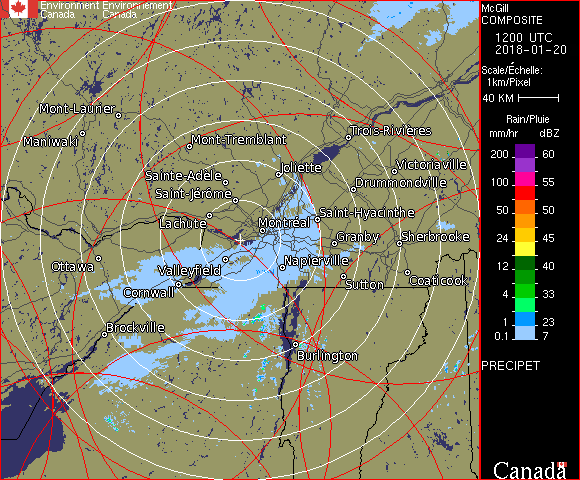 Environment Environnement
Canada Canada
Mont-Laurier
Maniwaki
Mont-Tremblant
Trois-Rivières
Sainte-Adèle
Joliette
Victoriaville
Saint-Jérôme
Drummondville
Lachute
Montréal
Saint-Hyacinthe
Granby
Sherbrooke
Ottawa
Valleyfield
Napierville
Cornwall
Sutton
Coaticook
Brockville
Burlington
McGill
COMPOSITE
1200 UTC
2018-01-20
Scale/Échelle:
1km/Pixel
40 KM
Rain/Pluie
mm/hr dBZ
200 60
100 55
50 50
24 45
12 40
4 33
1 23
0.1 7
PRECIPET
Canada